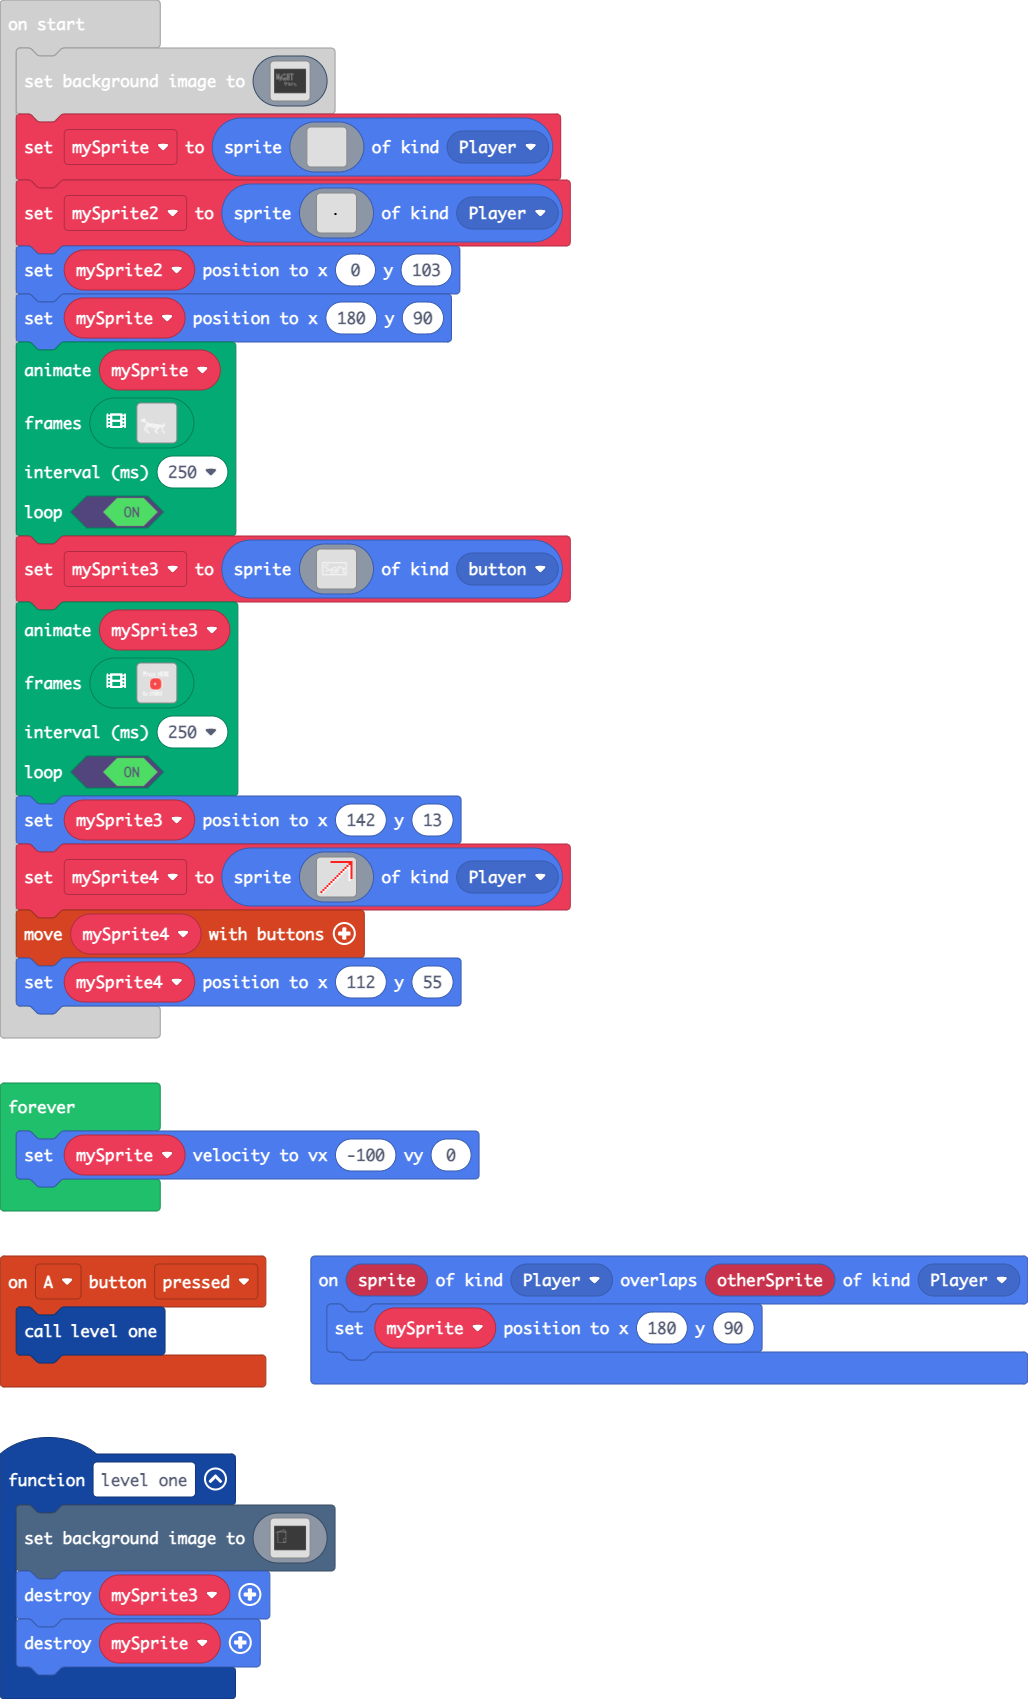 on start
set background image to
set mySprite to sprite of kind Player
set mySprite2 to sprite of kind Player
set mySprite2 position to x 0 y 103
set mySprite position to x 180 y 90
animate mySprite
frames
interval (ms) 250
loop ON
set mySprite3 to sprite of kind button
animate mySprite3
frames
interval (ms) 250
loop ON
set mySprite3 position to x 142 y 13
set mySprite4 to sprite of kind Player
move mySprite4 with buttons
set mySprite4 position to x 112 y 55
forever
set mySprite velocity to vx -100 vy 0
on A button pressed
call level one
on sprite of kind Player overlaps otherSprite of kind Player
set mySprite position to x 180 y 90
function level one
set background image to
destroy mySprite3
destroy mySprite